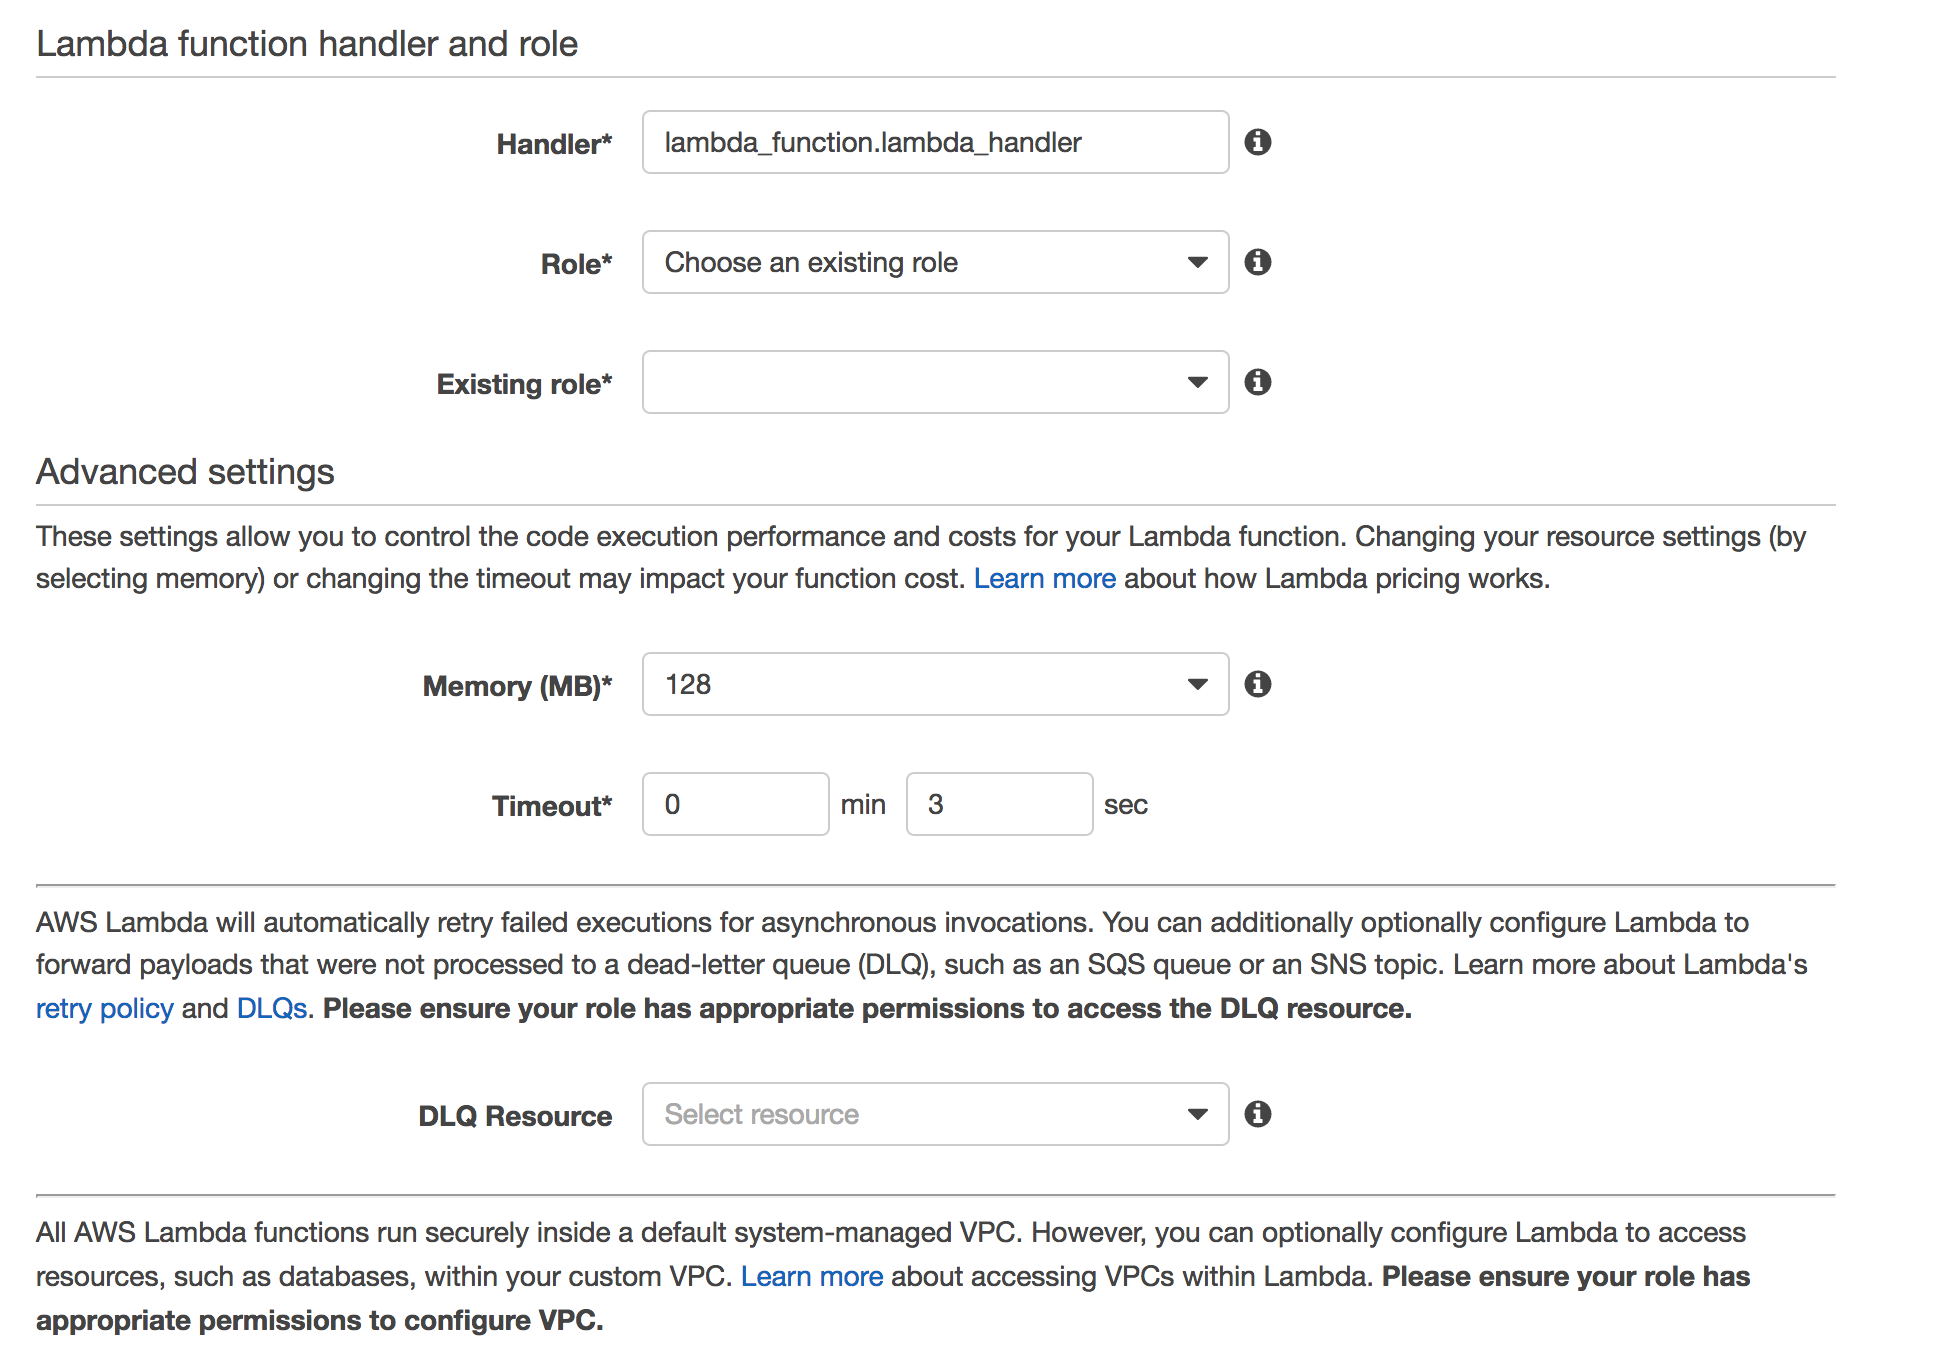 Lambda function handler and role
Handler* lambda_function.lambda_handler
Role* Choose an existing role
Existing role*
Advanced settings
These settings allow you to control the code execution performance and costs for your Lambda function. Changing your resource settings (by
selecting memory) or changing the timeout may impact your function cost. Learn more about how Lambda pricing works.
Memory (MB)* 128
Timeout* 0 min 3 sec
AWS Lambda will automatically retry failed executions for asynchronous invocations. You can additionally optionally configure Lambda to
forward payloads that were not processed to a dead-letter queue (DLQ), such as an SQS queue or an SNS topic. Learn more about Lambda's
retry policy and DLQs. Please ensure your role has appropriate permissions to access the DLQ resource.
DLQ Resource Select resource
All AWS Lambda functions run securely inside a default system-managed VPC. However, you can optionally configure Lambda to access
resources, such as databases, within your custom VPC. Learn more about accessing VPCs within Lambda. Please ensure your role has
appropriate permissions to configure VPC.